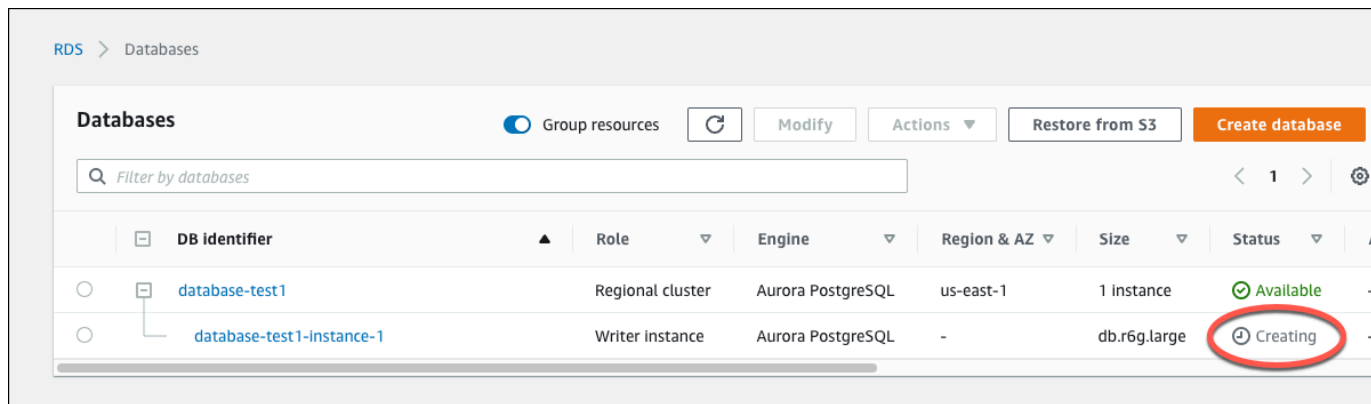 RDS > Databases
Databases Group resources Modify Actions Restore from S3 Create database
Filter by databases 1
DB identifier Role Engine Region & AZ Size Status
database-test1 Regional cluster Aurora PostgreSQL us-east-1 1 instance Available -
database-test1-instance-1 Writer instance Aurora PostgreSQL - db.r6g.large Creating -